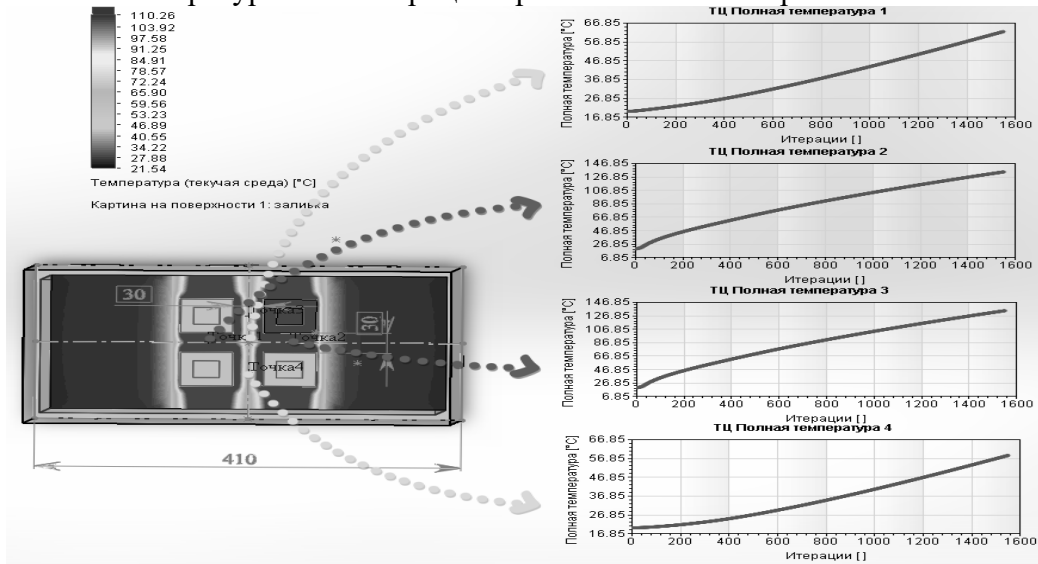 110.26
103.92
97.58
91.25
84.91
78.57
72.24
65.90
59.56
53.23
46.89
40.55
34.22
27.88
21.54
Температура (текучая среда) [°C]
Картина на поверхности 1: заливка
30
30
Точка2
Точка4
410
ТЦ Полная температура 1
Полная температура [°C]
66.85
56.85
46.85
36.85
26.85
16.85
0 200 400 600 800 1000 1200 1400 1600
Итерации [ ]
ТЦ Полная температура 2
Полная температура [°C]
146.85
126.85
106.85
86.85
66.85
46.85
26.85
6.85
0 200 400 600 800 1000 1200 1400 1600
Итерации [ ]
ТЦ Полная температура 3
Полная температура [°C]
146.85
126.85
106.85
86.85
66.85
46.85
26.85
6.85
0 200 400 600 800 1000 1200 1400 1600
Итерации [ ]
ТЦ Полная температура 4
Полная температура [°C]
66.85
56.85
46.85
36.85
26.85
16.85
0 200 400 600 800 1000 1200 1400 1600
Итерации [ ]